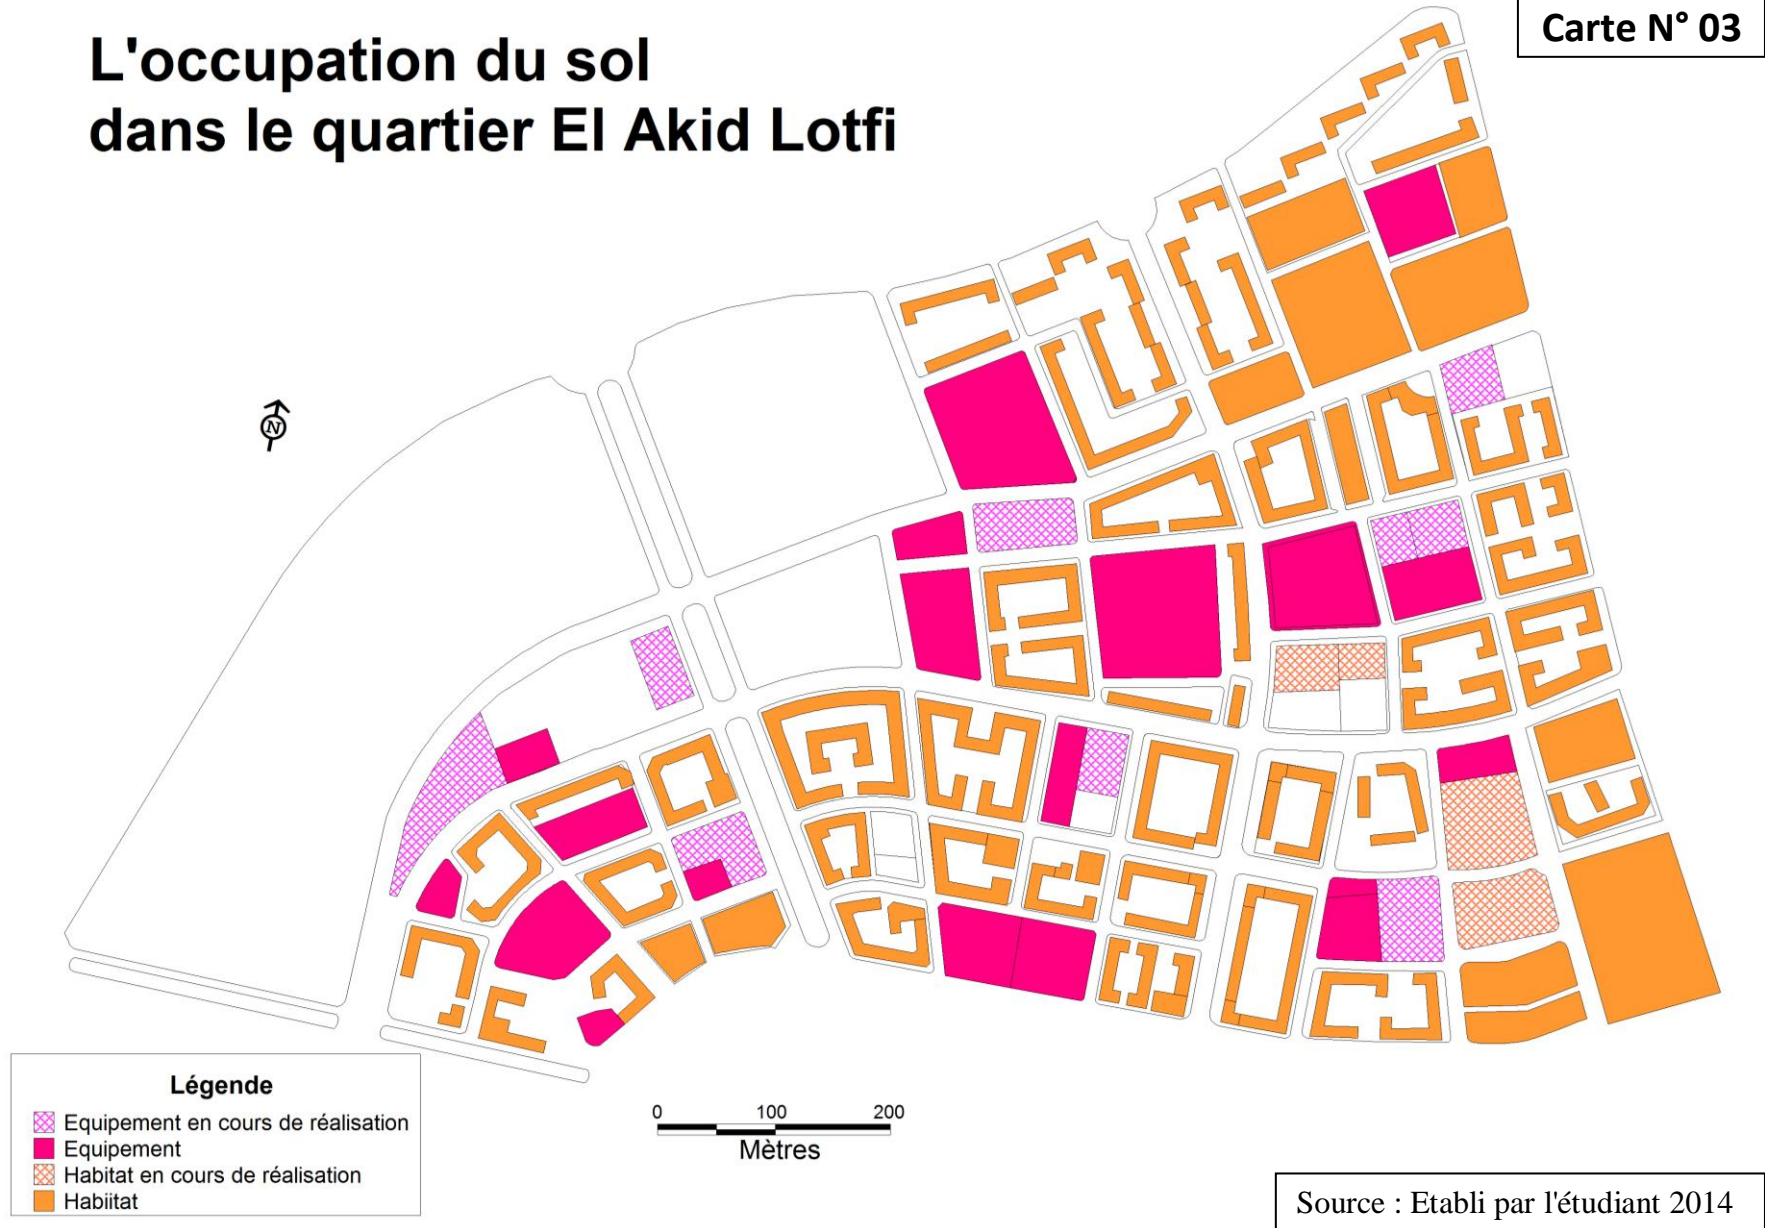 Carte N° 03
L'occupation du sol
dans le quartier El Akid Lotfi
N
Légende
Equipement en cours de réalisation
Equipement
Habitat en cours de réalisation
Habiitat
0 100 200
Mètres
Source : Etabli par l'étudiant 2014